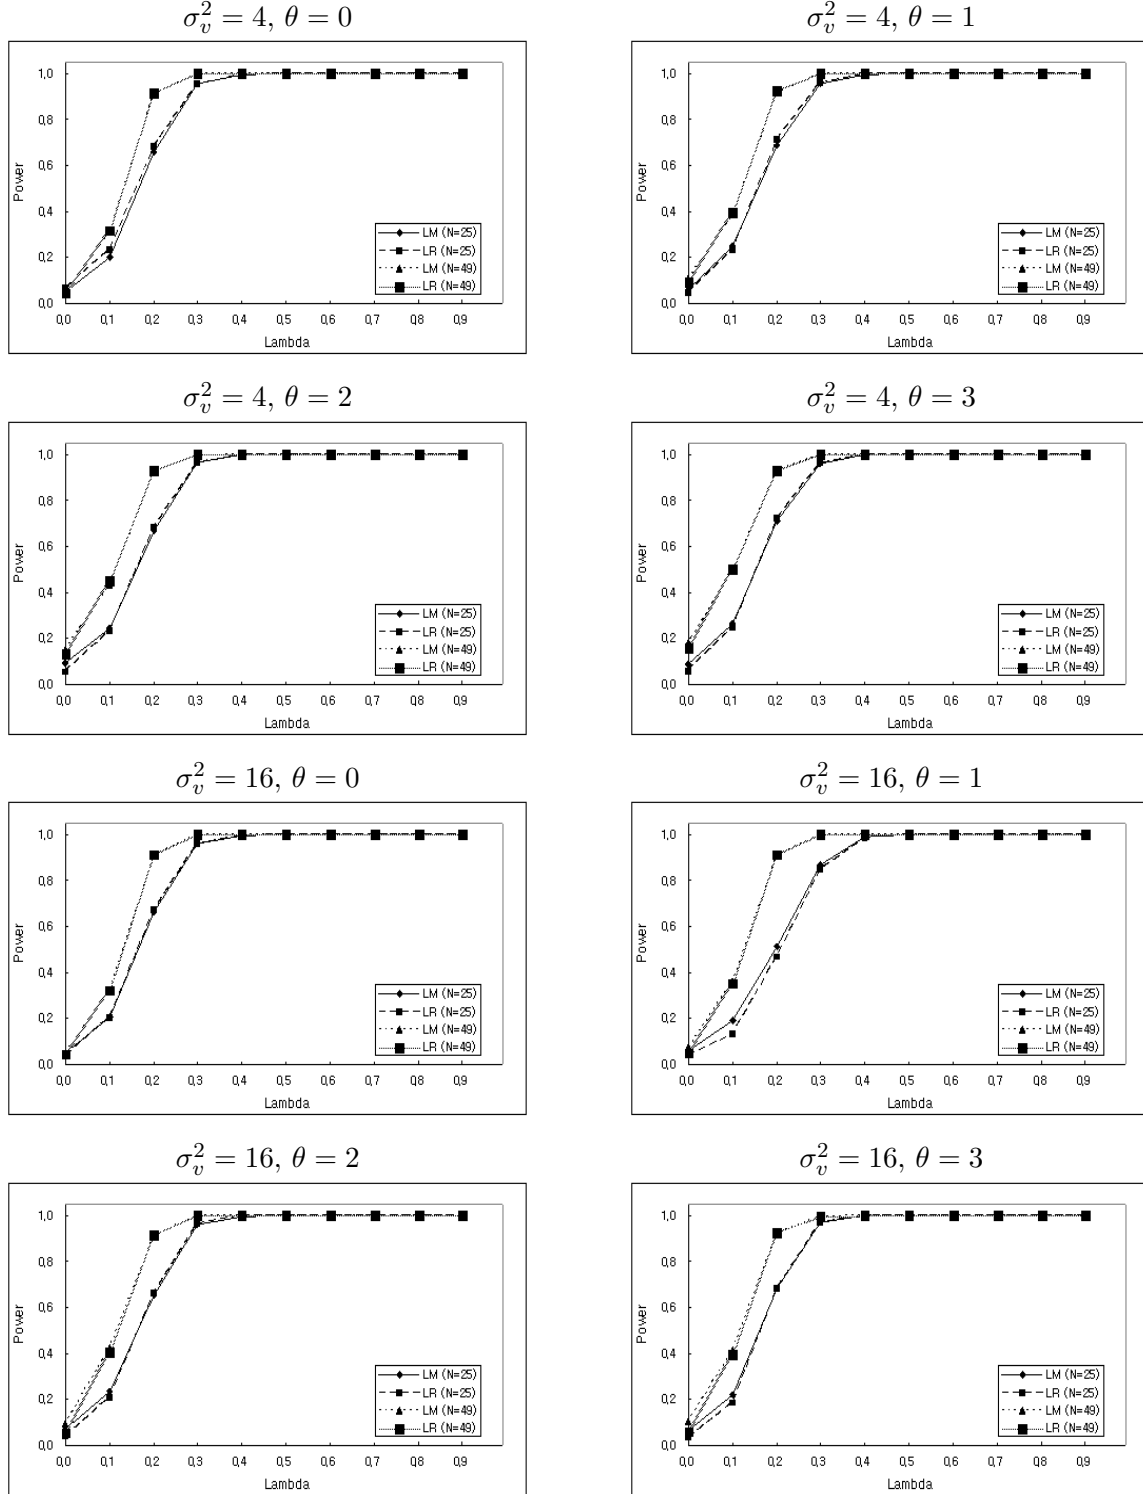 σ_v^2 = 4, θ = 0
1,0
0,8
0,6
0,4
0,2
0,0
Power
LM (N=25)
LR (N=25)
LM (N=49)
LR (N=49)
0,0 0,1 0,2 0,3 0,4 0,5 0,6 0,7 0,8 0,9
Lambda
σ_v^2 = 4, θ = 1
1,0
0,8
0,6
0,4
0,2
0,0
Power
LM (N=25)
LR (N=25)
LM (N=49)
LR (N=49)
0,0 0,1 0,2 0,3 0,4 0,5 0,6 0,7 0,8 0,9
Lambda
σ_v^2 = 4, θ = 2
1,0
0,8
0,6
0,4
0,2
0,0
Power
LM (N=25)
LR (N=25)
LM (N=49)
LR (N=49)
0,0 0,1 0,2 0,3 0,4 0,5 0,6 0,7 0,8 0,9
Lambda
σ_v^2 = 4, θ = 3
1,0
0,8
0,6
0,4
0,2
0,0
Power
LM (N=25)
LR (N=25)
LM (N=49)
LR (N=49)
0,0 0,1 0,2 0,3 0,4 0,5 0,6 0,7 0,8 0,9
Lambda
σ_v^2 = 16, θ = 0
1,0
0,8
0,6
0,4
0,2
0,0
Power
LM (N=25)
LR (N=25)
LM (N=49)
LR (N=49)
0,0 0,1 0,2 0,3 0,4 0,5 0,6 0,7 0,8 0,9
Lambda
σ_v^2 = 16, θ = 1
1,0
0,8
0,6
0,4
0,2
0,0
Power
LM (N=25)
LR (N=25)
LM (N=49)
LR (N=49)
0,0 0,1 0,2 0,3 0,4 0,5 0,6 0,7 0,8 0,9
Lambda
σ_v^2 = 16, θ = 2
1,0
0,8
0,6
0,4
0,2
0,0
Power
LM (N=25)
LR (N=25)
LM (N=49)
LR (N=49)
0,0 0,1 0,2 0,3 0,4 0,5 0,6 0,7 0,8 0,9
Lambda
σ_v^2 = 16, θ = 3
1,0
0,8
0,6
0,4
0,2
0,0
Power
LM (N=25)
LR (N=25)
LM (N=49)
LR (N=49)
0,0 0,1 0,2 0,3 0,4 0,5 0,6 0,7 0,8 0,9
Lambda